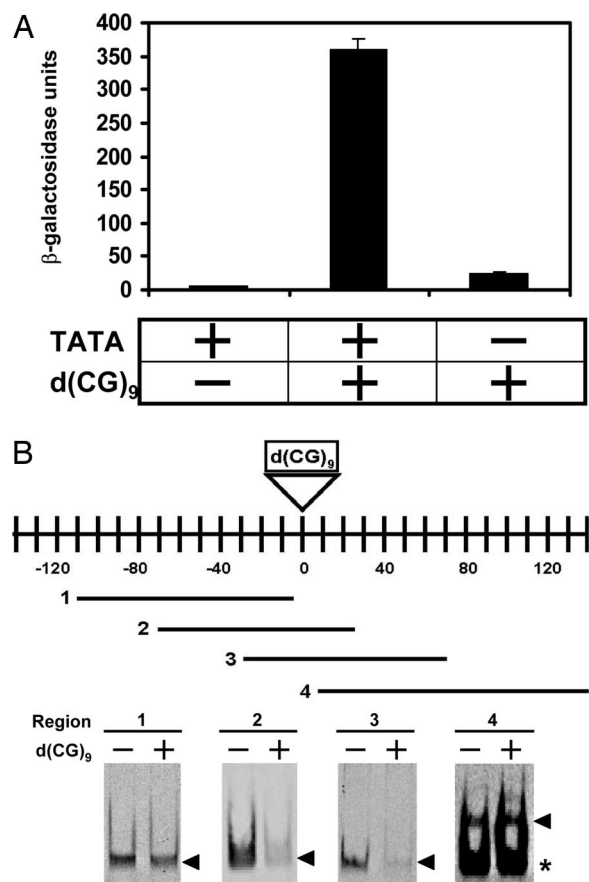 A
β-galactosidase units
400
350
300
250
200
150
100
50
0
TATA + + −
d(CG)₉ − + +
B
d(CG)₉
-120 -80 -40 0 40 80 120
1
2
3
4
Region 1 2 3 4
d(CG)₉ − + − + − + − +
*